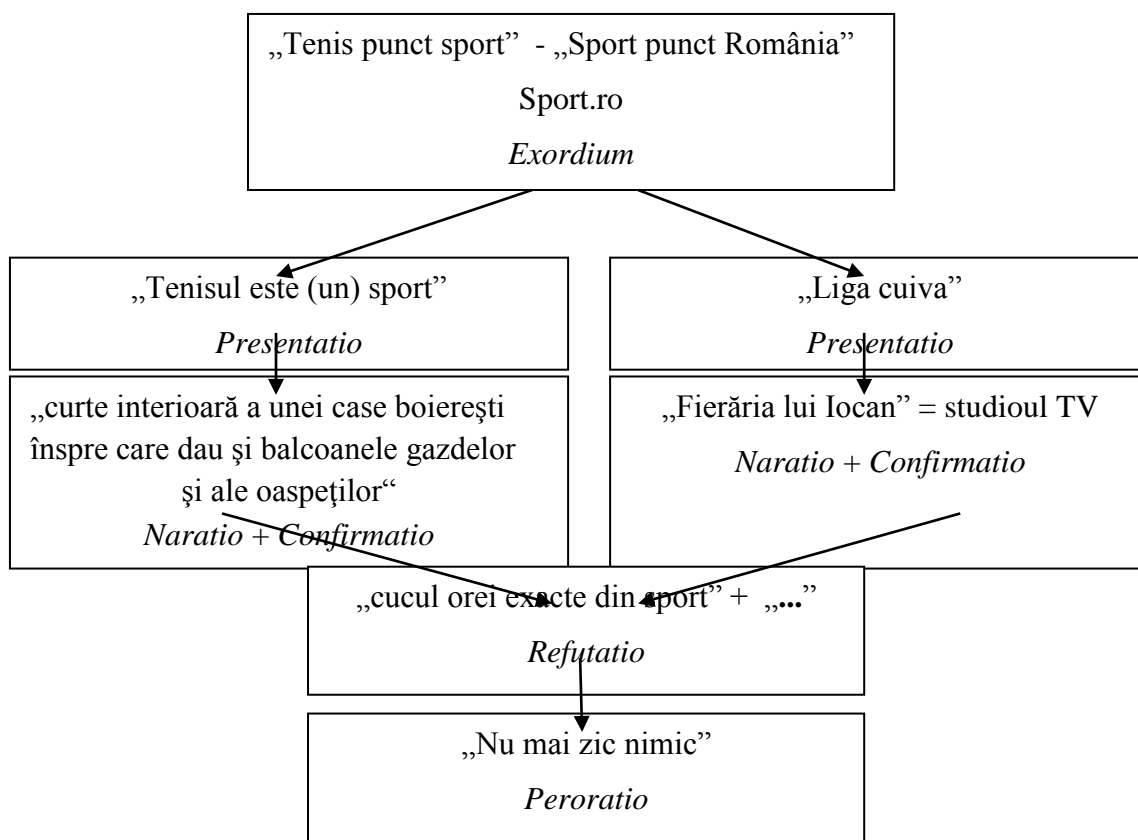 „Tenis punct sport” - „Sport punct România”
Sport.ro
Exordium
„Tenisul este (un) sport”
Presentatio
„Liga cuiva”
Presentatio
„curte interioară a unei case boiereşti
înspre care dau şi balcoanele gazdelor
şi ale oaspeţilor“
Naratio + Confirmatio
„Fierăria lui Iocan” = studioul TV
Naratio + Confirmatio
„cucul orei exacte din sport” + „...”
Refutatio
„Nu mai zic nimic”
Peroratio